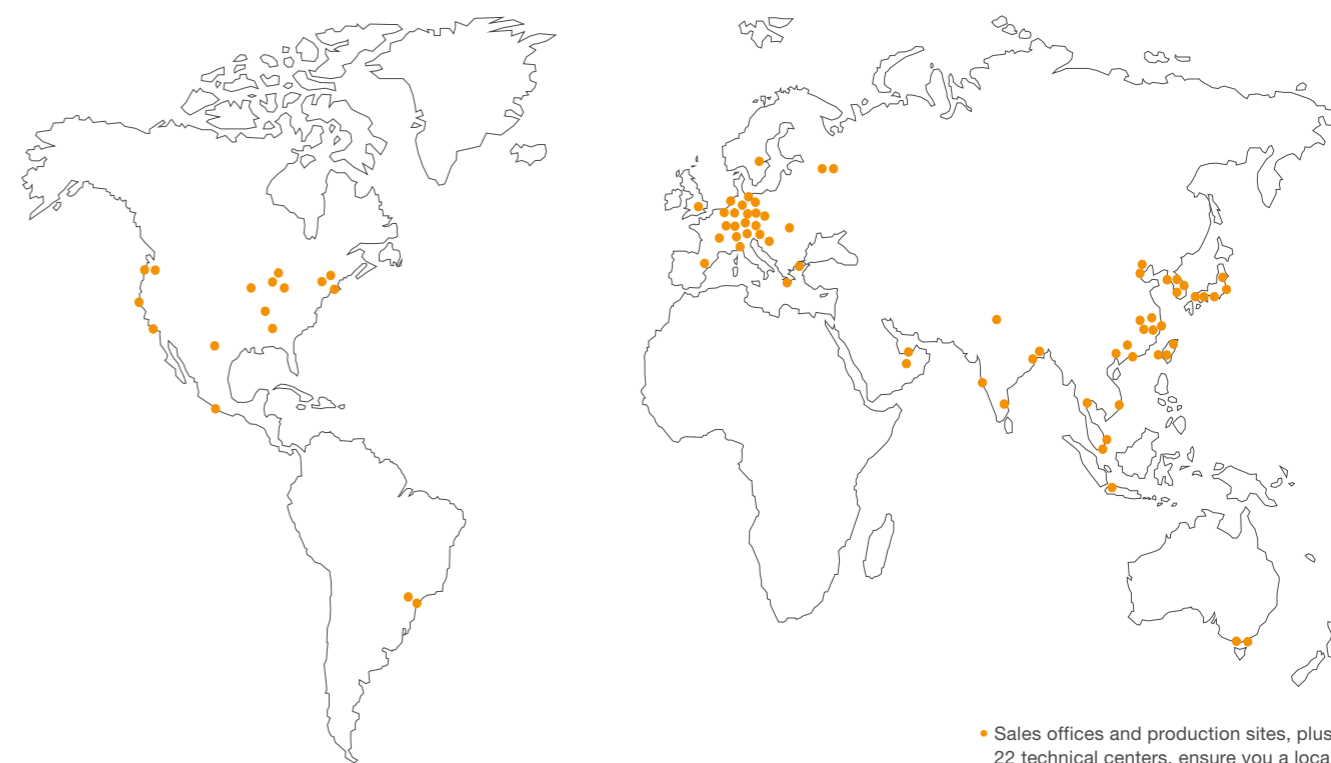 • Sales offices and production sites, plus
22 technical centers, ensure you a loca